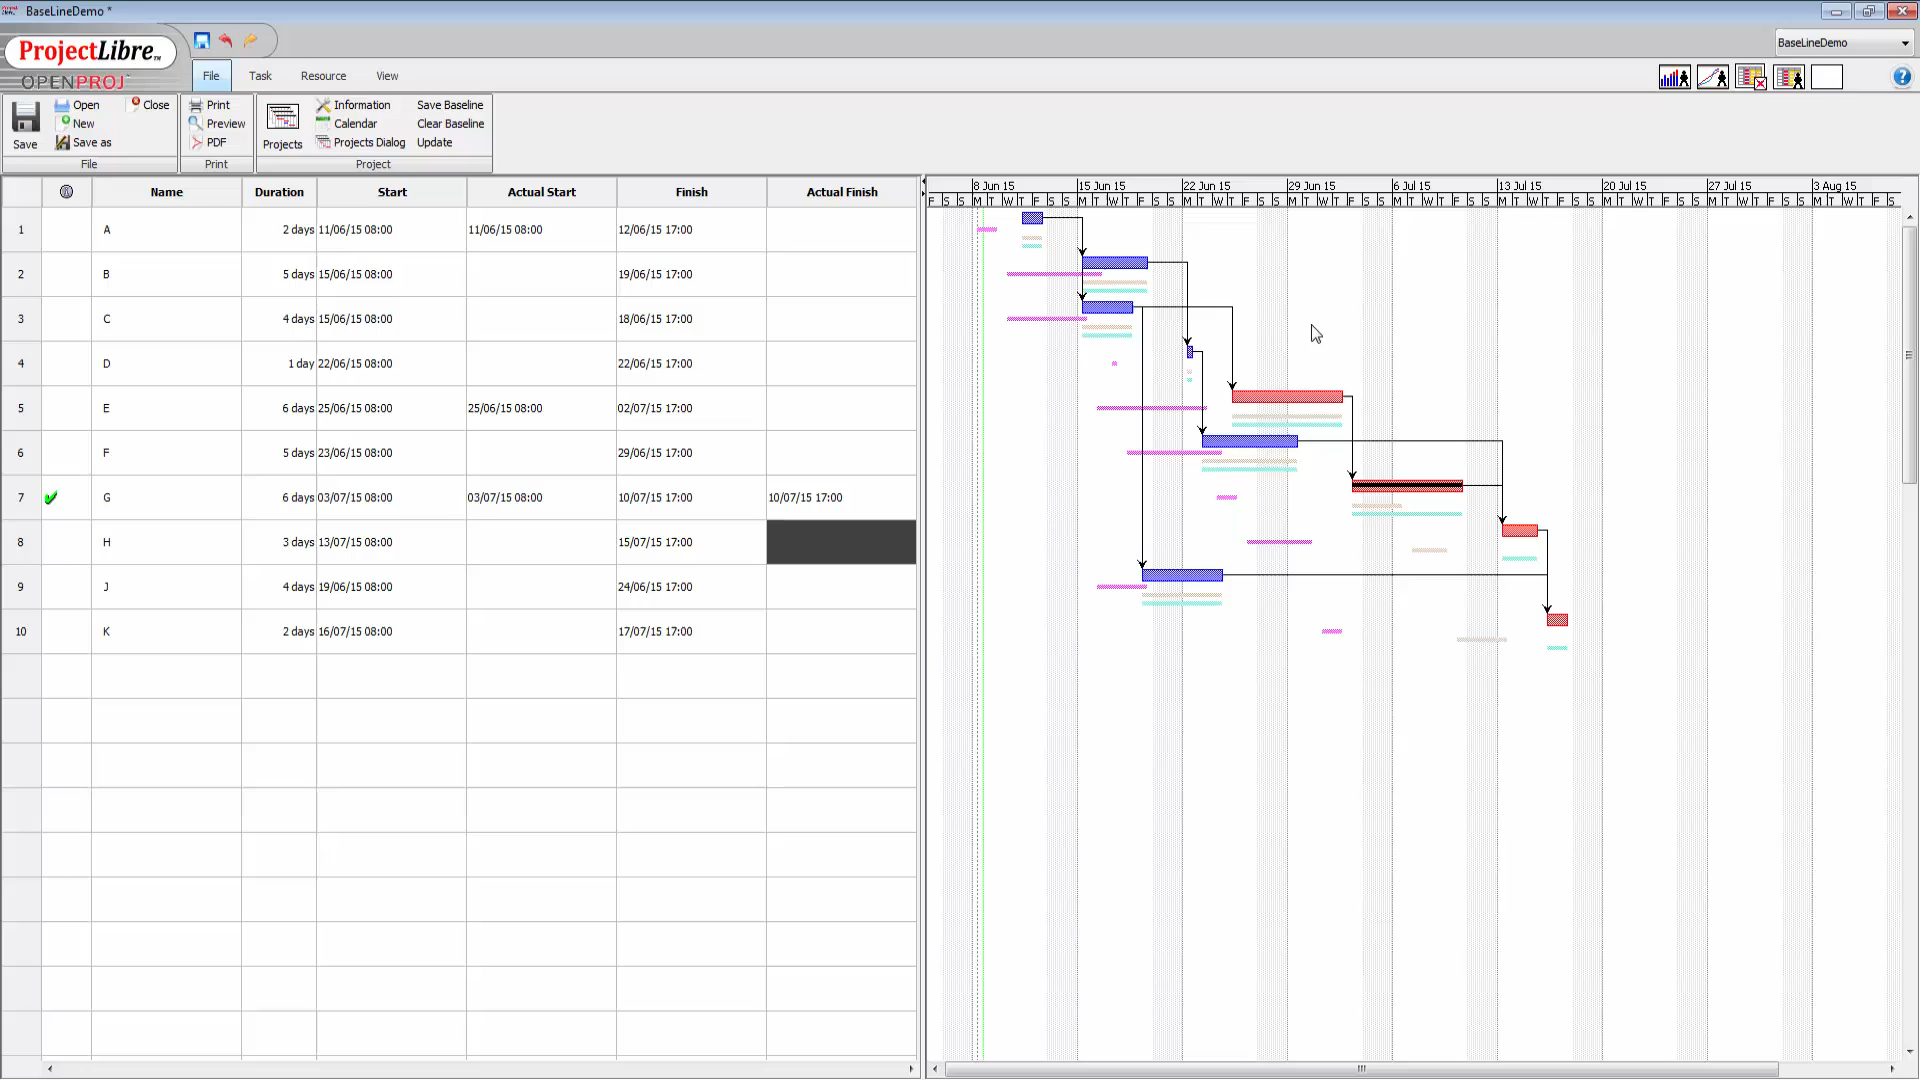 BaseLineDemo *
ProjectLibre™
OPENPROJ
BaseLineDemo
File Task Resource View
Save
Open
New
Save as
Close
File
Print
Preview
PDF
Print
Projects
Information
Calendar
Projects Dialog
Save Baseline
Clear Baseline
Update
Project
Name Duration Start Actual Start Finish Actual Finish
1 A 2 days 11/06/15 08:00 11/06/15 08:00 12/06/15 17:00
2 B 5 days 15/06/15 08:00 19/06/15 17:00
3 C 4 days 15/06/15 08:00 18/06/15 17:00
4 D 1 day 22/06/15 08:00 22/06/15 17:00
5 E 6 days 25/06/15 08:00 25/06/15 08:00 02/07/15 17:00
6 F 5 days 23/06/15 08:00 29/06/15 17:00
7 G 6 days 03/07/15 08:00 03/07/15 08:00 10/07/15 17:00 10/07/15 17:00
8 H 3 days 13/07/15 08:00 15/07/15 17:00
9 J 4 days 19/06/15 08:00 24/06/15 17:00
10 K 2 days 16/07/15 08:00 17/07/15 17:00
8 Jun 15 15 Jun 15 22 Jun 15 29 Jun 15 6 Jul 15 13 Jul 15 20 Jul 15 27 Jul 15 3 Aug 15
F S S M T W T F S S M T W T F S S M T W T F S S M T W T F S S M T W T F S S M T W T F S S M T W T F S S M T W T F S S M T W T F S